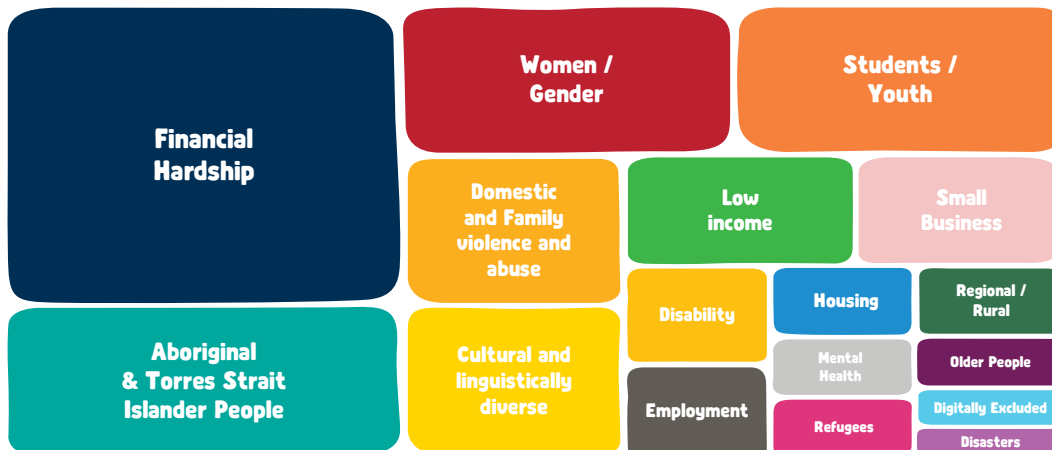 Financial
Hardship
Women /
Gender
Students /
Youth
Domestic
and Family
violence and
abuse
Low
income
Small
Business
Disability
Housing
Regional /
Rural
Aboriginal
& Torres Strait
Islander People
Cultural and
linguistically
diverse
Employment
Mental
Health
Older People
Refugees
Digitally Excluded
Disasters